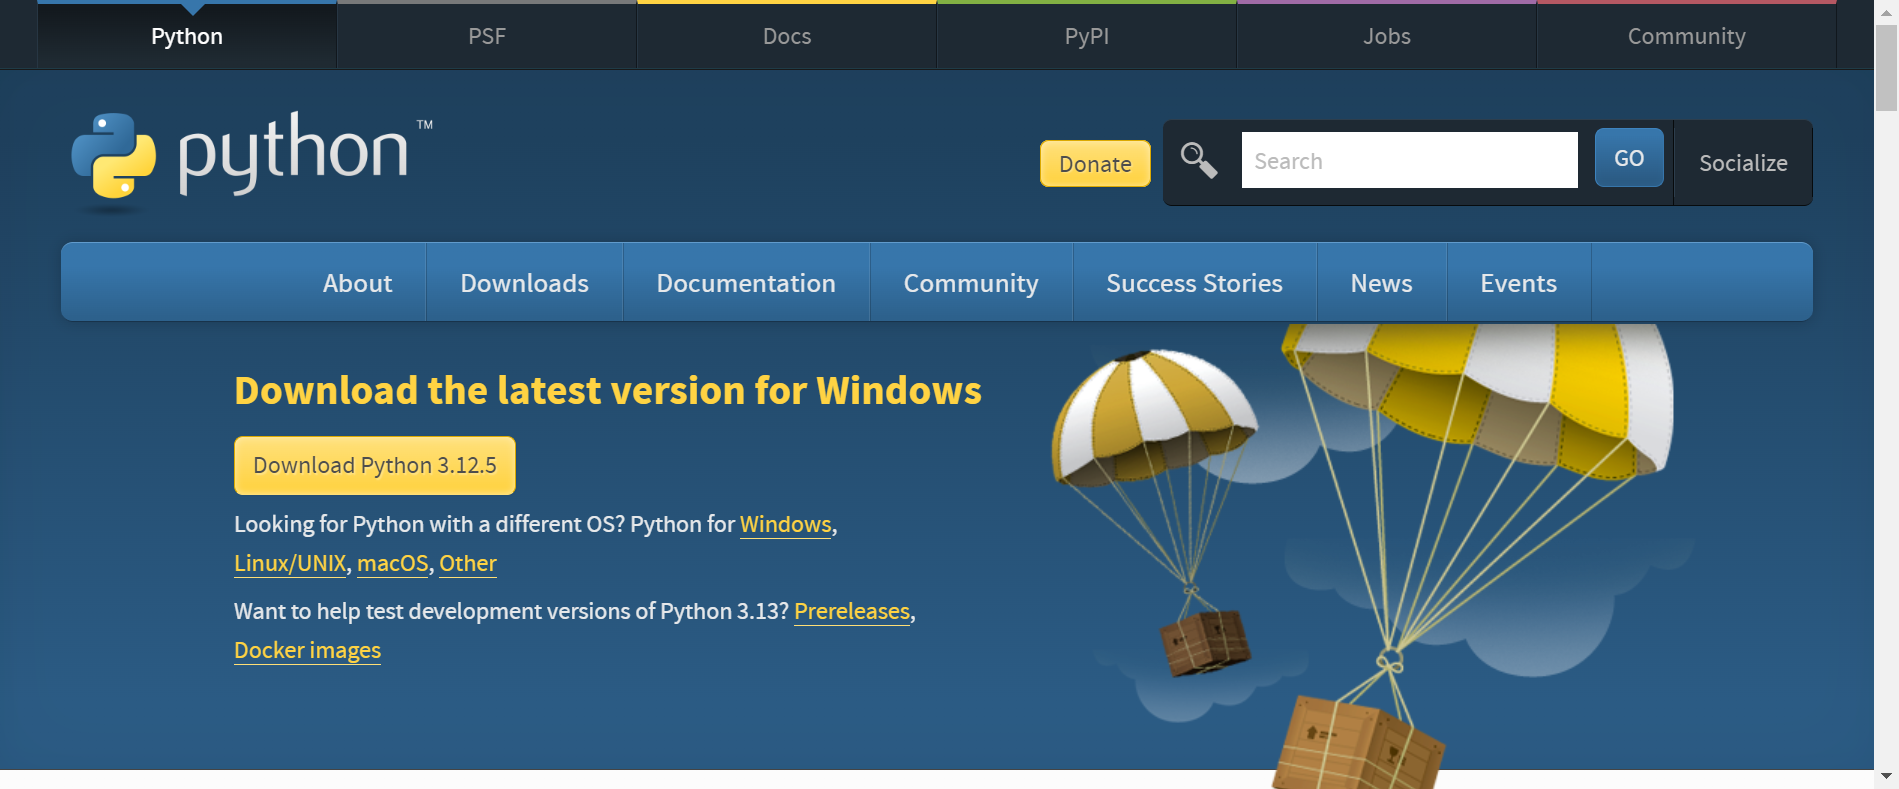 Python
PSF
Docs
PyPI
Jobs
Community
python™
Donate
Search
GO
Socialize
About
Downloads
Documentation
Community
Success Stories
News
Events
Download the latest version for Windows
Download Python 3.12.5
Looking for Python with a different OS? Python for Windows,
Linux/UNIX, macOS, Other
Want to help test development versions of Python 3.13? Prereleases,
Docker images